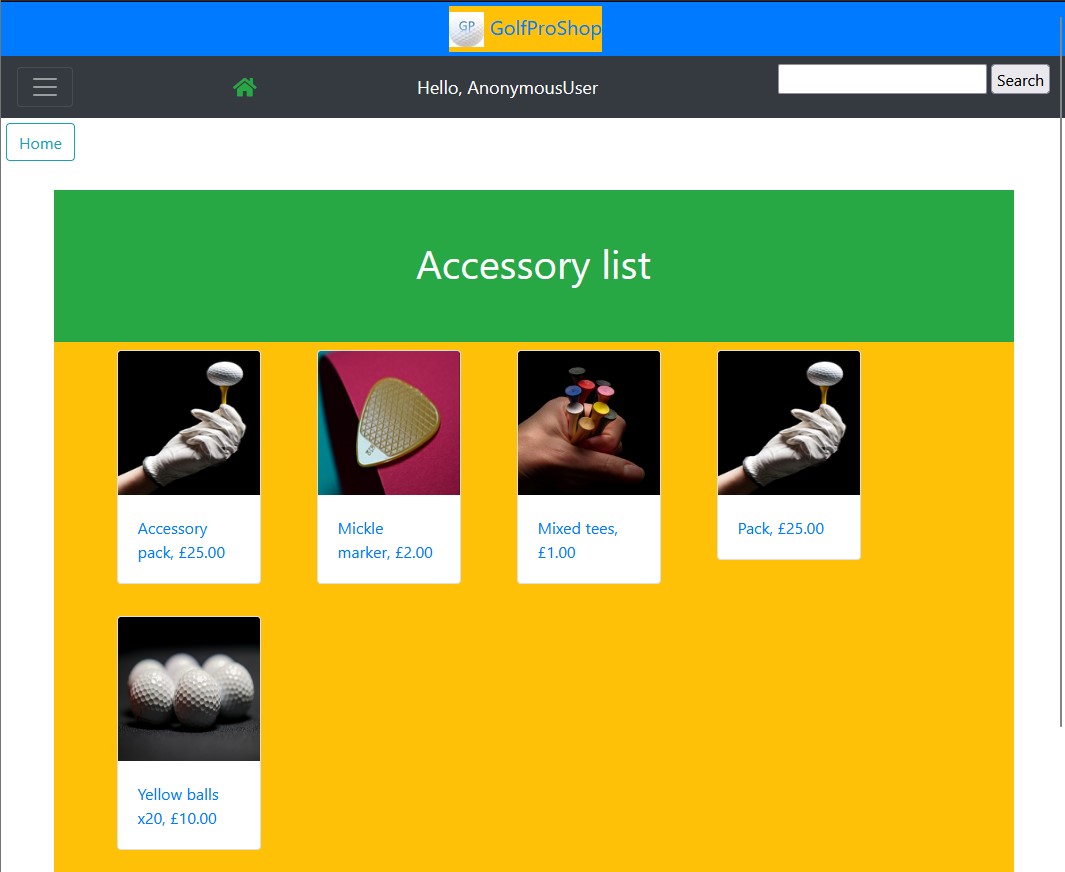 GP GolfProShop
Hello, AnonymousUser
Search
Home
Accessory list
Accessory
pack, £25.00
Mickle
marker, £2.00
Mixed tees,
£1.00
Pack, £25.00
Yellow balls
x20, £10.00